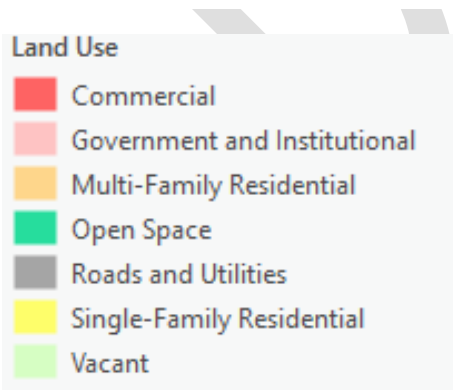 Land Use
Commercial
Government and Institutional
Multi-Family Residential
Open Space
Roads and Utilities
Single-Family Residential
Vacant